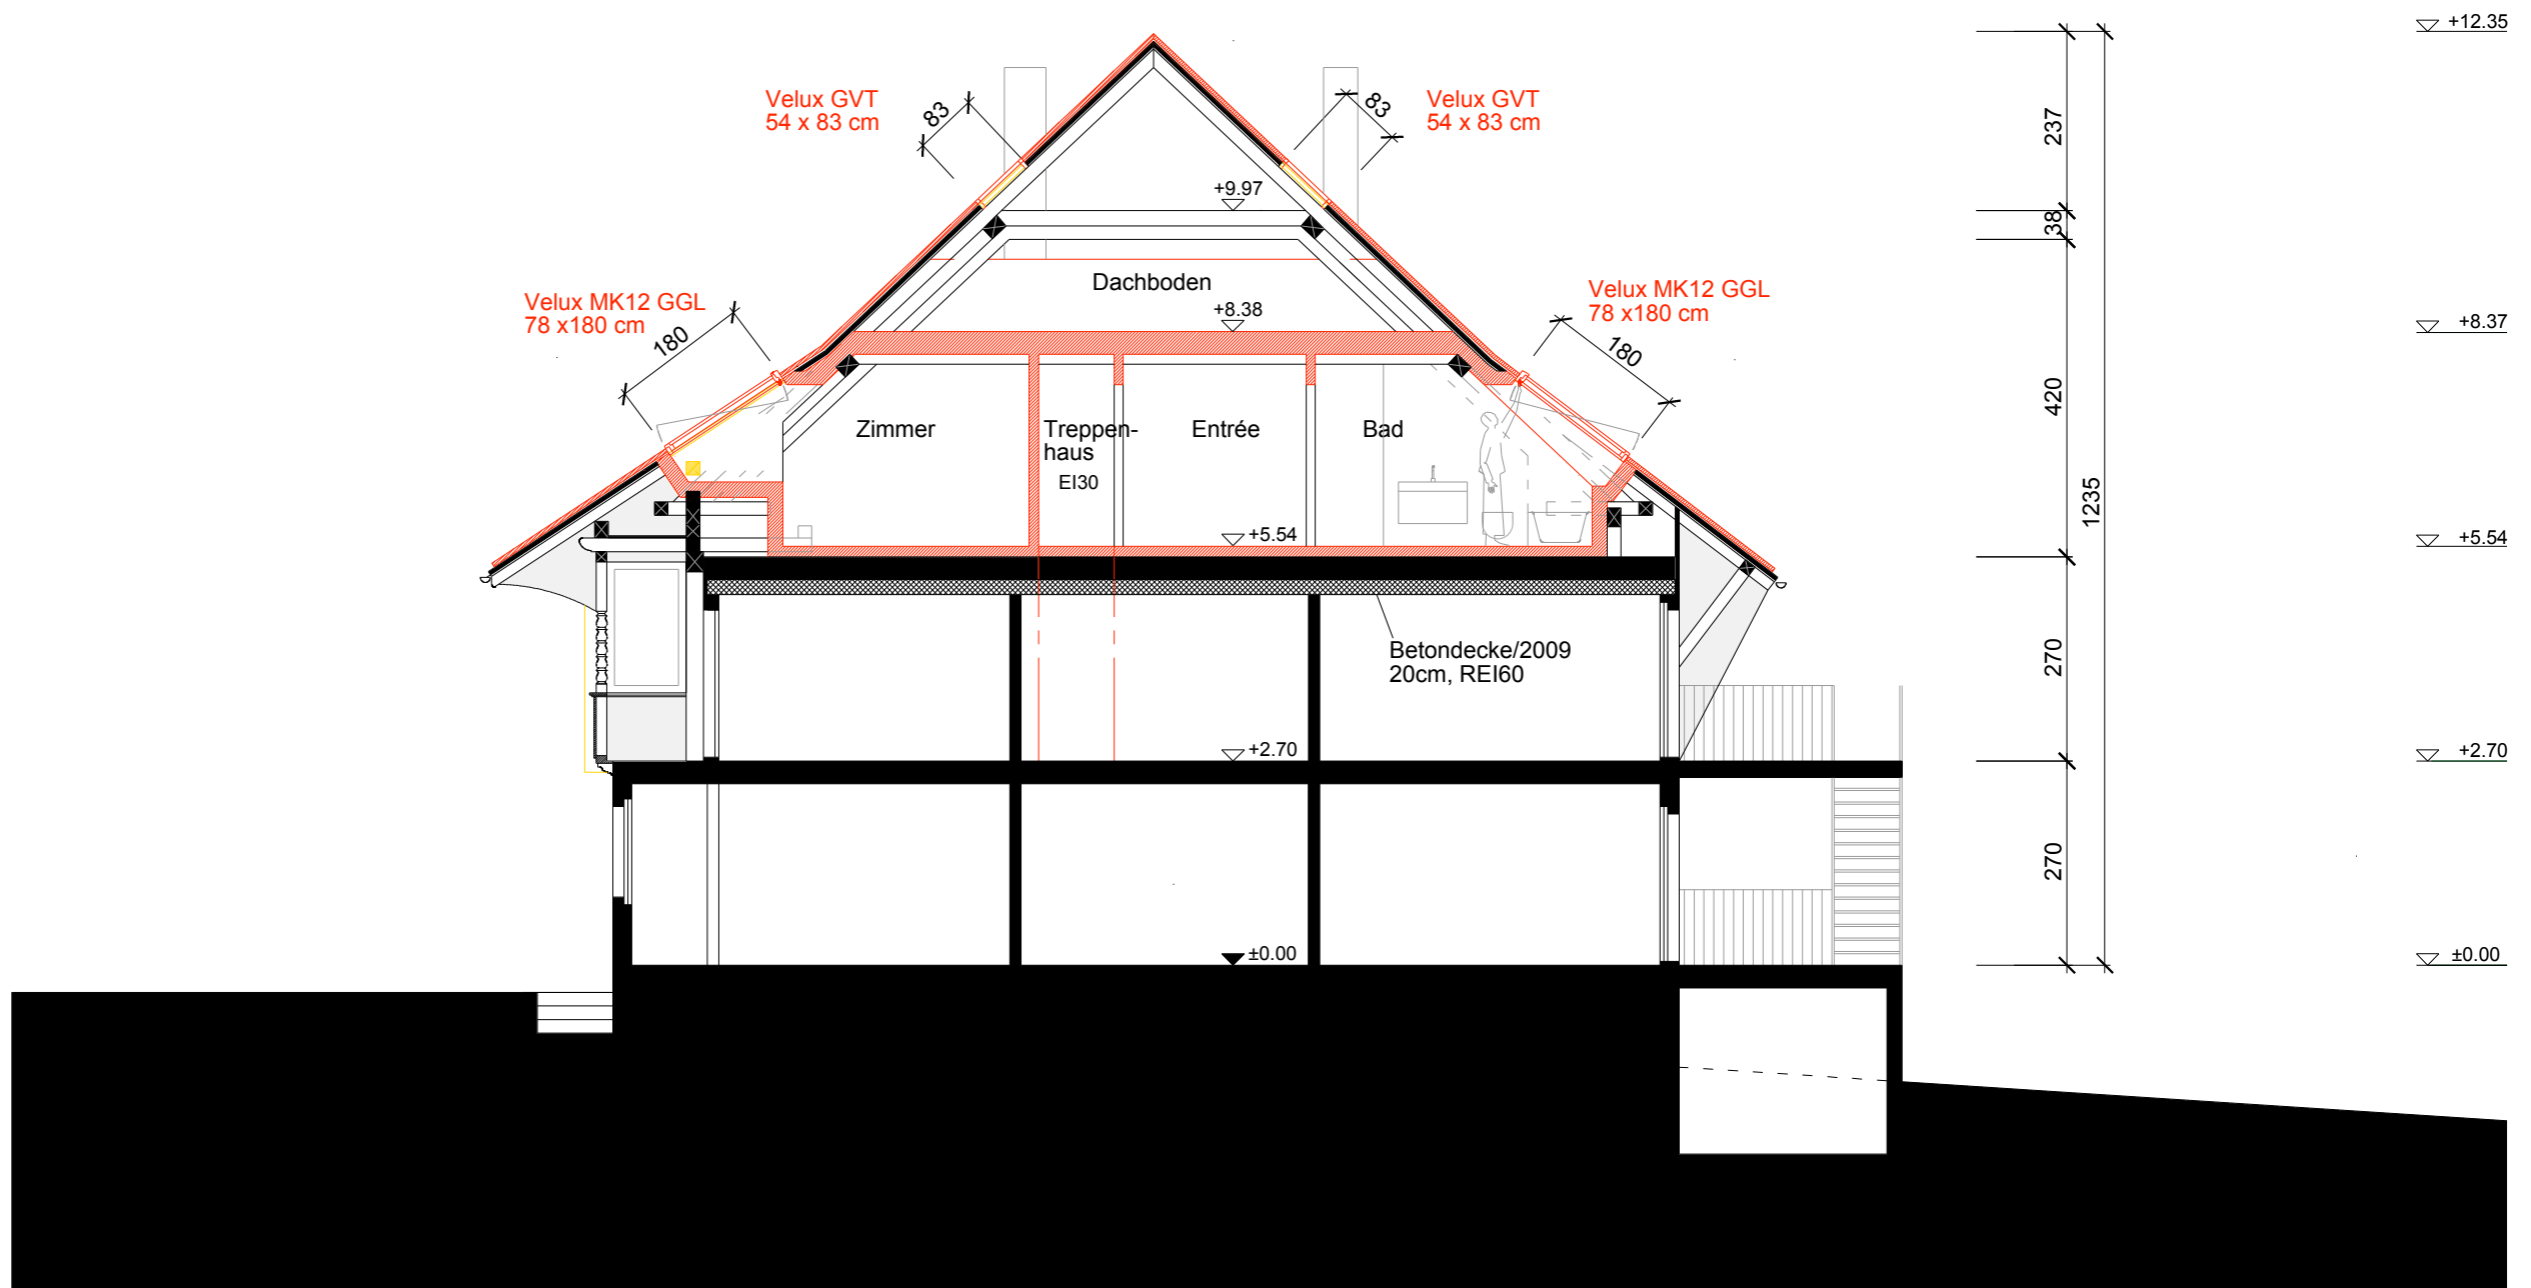 +12.35
Velux GVT
54 x 83 cm
83
83
Velux GVT
54 x 83 cm
237
+9.97
38
Dachboden
Velux MK12 GGL
78 x180 cm
180
+8.38
Velux MK12 GGL
78 x180 cm
180
+8.37
420
Zimmer
Treppen-
haus
EI30
Entrée
Bad
1235
+5.54
+5.54
Betondecke/2009
20cm, REI60
270
+2.70
+2.70
270
±0.00
±0.00